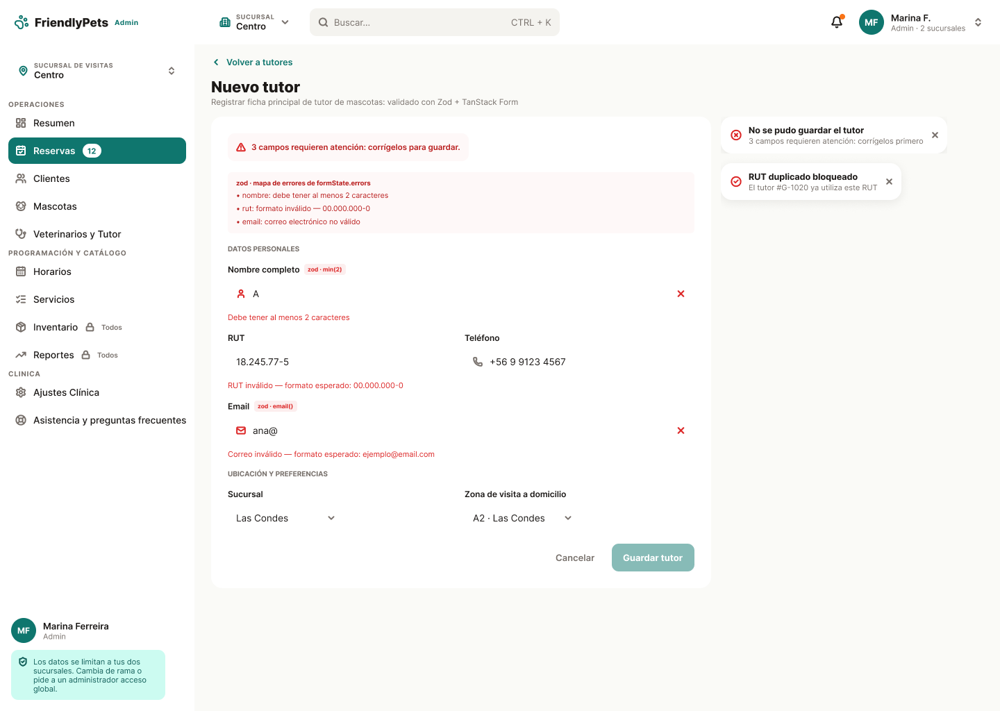 FriendlyPets Admin
SUCURSAL
Centro
Buscar...
CTRL + K
MF
Marina F.
Admin · 2 sucursales
SUCURSAL DE VISITAS
Centro
OPERACIONES
Resumen
Reservas 12
Clientes
Mascotas
Veterinarios y Tutor
PROGRAMACIÓN Y CATÁLOGO
Horarios
Servicios
Inventario Todos
Reportes Todos
CLINICA
Ajustes Clínica
Asistencia y preguntas frecuentes
MF
Marina Ferreira
Admin
Los datos se limitan a tus dos
sucursales. Cambia de rama o
pide a un administrador acceso
global.
Volver a tutores
Nuevo tutor
Registrar ficha principal de tutor de mascotas: validado con Zod + TanStack Form
3 campos requieren atención: corrígelos para guardar.
zod · mapa de errores de formState.errors
• nombre: debe tener al menos 2 caracteres
• rut: formato inválido — 00.000.000-0
• email: correo electrónico no válido
DATOS PERSONALES
Nombre completo zod · min(2)
A
Debe tener al menos 2 caracteres
RUT
Teléfono
18.245.77-5
+56 9 9123 4567
RUT inválido — formato esperado: 00.000.000-0
Email zod · email()
ana@
Correo inválido — formato esperado: ejemplo@email.com
UBICACIÓN Y PREFERENCIAS
Sucursal
Zona de visita a domicilio
Las Condes
A2 · Las Condes
Cancelar
Guardar tutor
No se pudo guardar el tutor
3 campos requieren atención: corrígelos primero
RUT duplicado bloqueado
El tutor #G-1020 ya utiliza este RUT